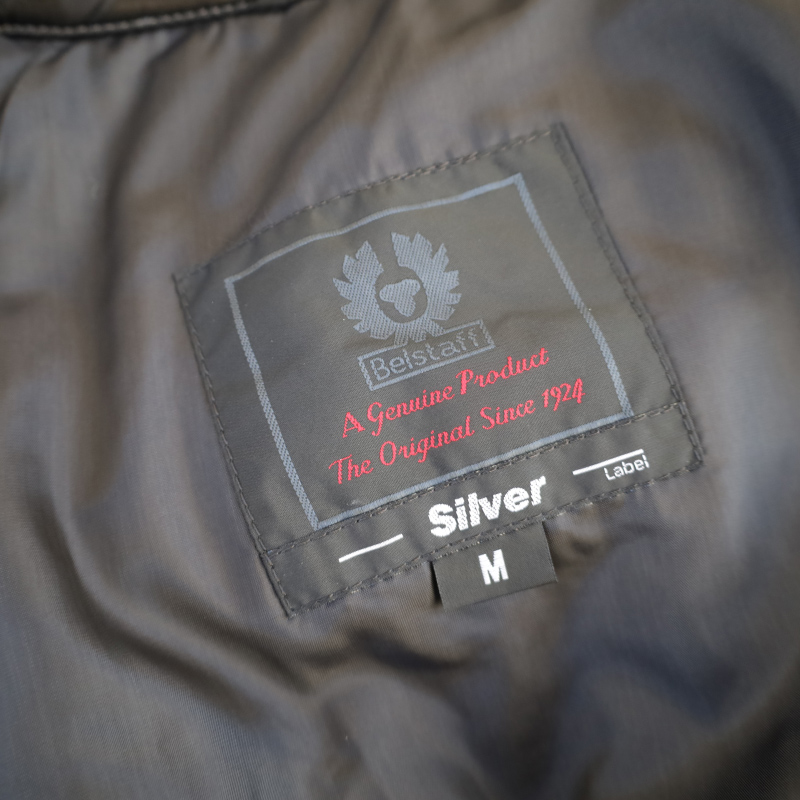 Belstaff
A Genuine Product
The Original Since 1924
Silver
Label
M